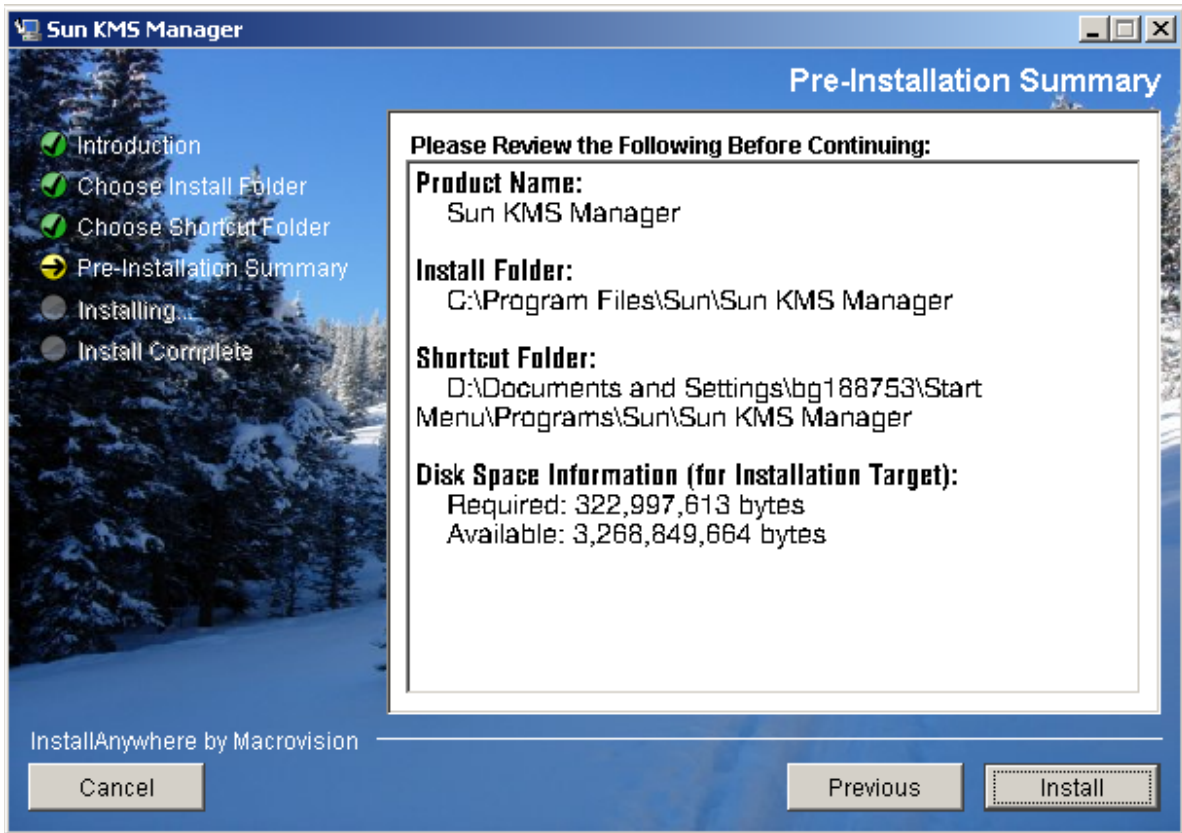 Sun KMS Manager
Pre-Installation Summary
Introduction
Choose Install Folder
Choose Shortcut Folder
Pre-Installation Summary
Installing...
Install Complete
Please Review the Following Before Continuing:
Product Name:
Sun KMS Manager
Install Folder:
C:\Program Files\Sun\Sun KMS Manager
Shortcut Folder:
D:\Documents and Settings\bg188753\Start
Menu\Programs\Sun\Sun KMS Manager
Disk Space Information (for Installation Target):
Required: 322,997,613 bytes
Available: 3,268,849,664 bytes
InstallAnywhere by Macrovision
Cancel
Previous
Install